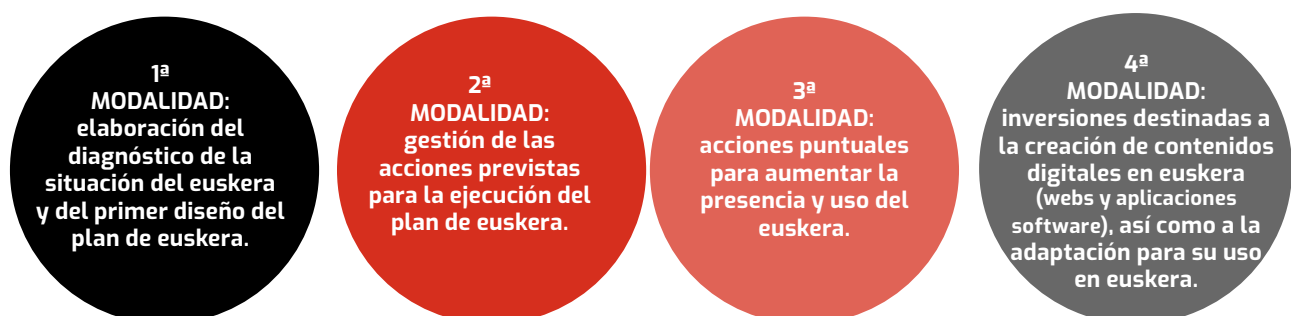 1ª
MODALIDAD:
elaboración del
diagnóstico de la
situación del euskera
y del primer diseño del
plan de euskera.
2ª
MODALIDAD:
gestión de las
acciones previstas
para la ejecución del
plan de euskera.
3ª
MODALIDAD:
acciones puntuales
para aumentar la
presencia y uso del
euskera.
4ª
MODALIDAD:
inversiones destinadas a
la creación de contenidos
digitales en euskera
(webs y aplicaciones
software), así como a la
adaptación para su uso
en euskera.